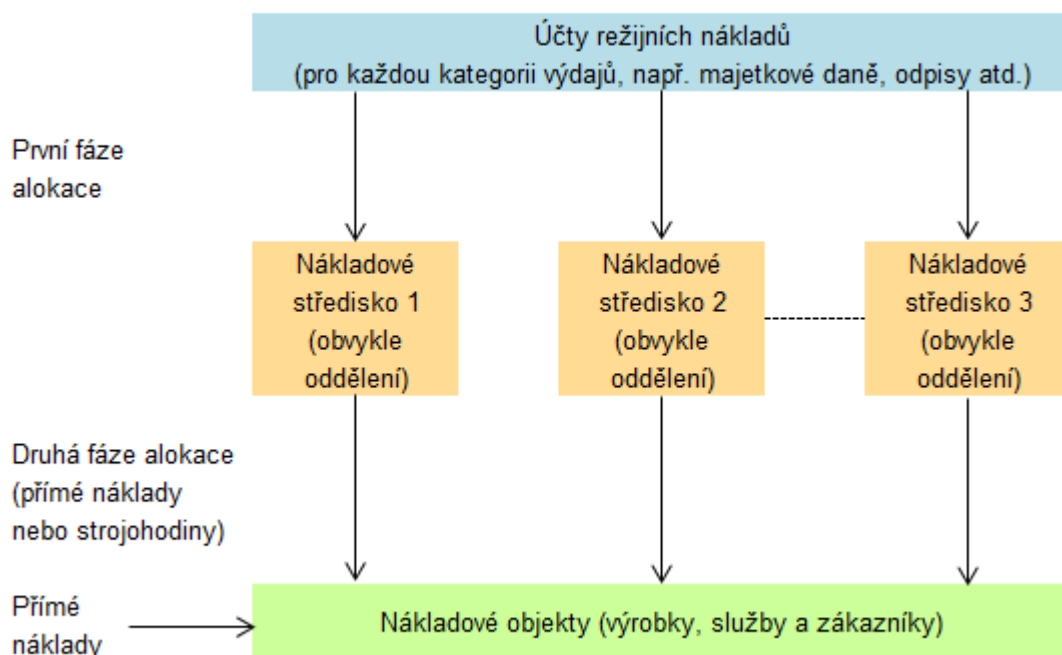 Účty režijních nákladů
(pro každou kategorii výdajů, např. majetkové daně, odpisy atd.)
První fáze
alokace
Nákladové
středisko 1
(obvykle
oddělení)
Nákladové
středisko 2
(obvykle
oddělení)
Nákladové
středisko 3
(obvykle
oddělení)
Druhá fáze alokace
(přímé náklady
nebo strojohodiny)
Přímé
náklady
Nákladové objekty (výrobky, služby a zákazníky)